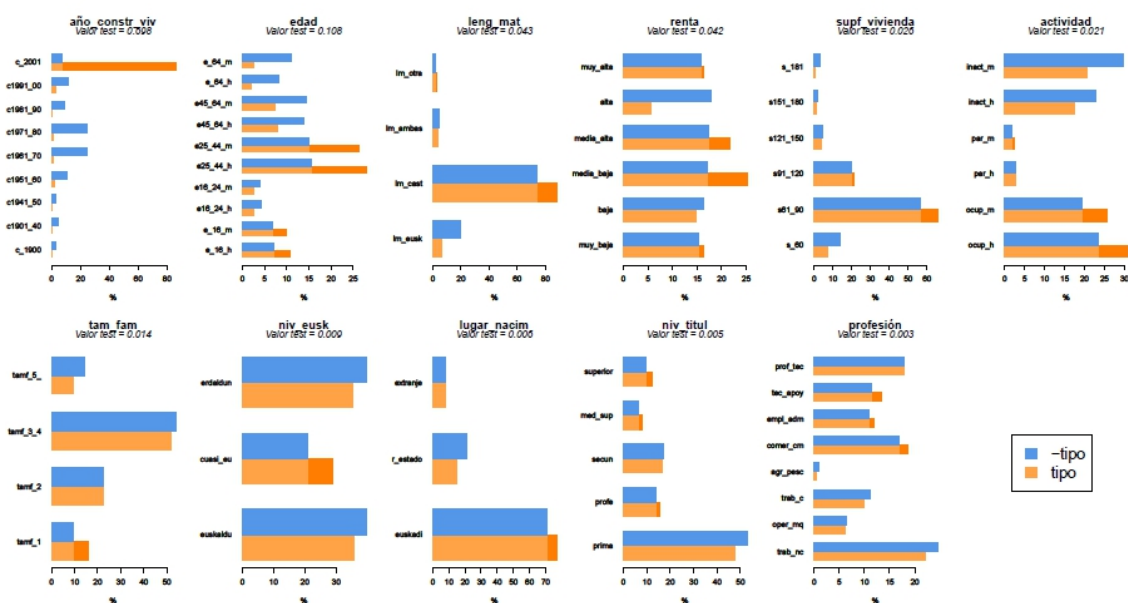 año_constr_viv
Valor test = 0.698
c_2001
c1991_00
c1981_90
c1971_80
c1961_70
c1951_60
c1941_50
c1901_40
c_1900
0 20 40 60 80
%
edad
Valor test = 0.108
e_64_m
e_64_h
e45_64_m
e45_64_h
e25_44_m
e25_44_h
e16_24_m
e16_24_h
e_16_m
e_16_h
0 5 10 15 20 25
%
leng_mat
Valor test = 0.043
lm_otra
lm_ambas
lm_cast
lm_eusk
0 20 40 60 80
%
renta
Valor test = 0.042
muy_alta
alta
media_alta
media_baja
baja
muy_baja
0 5 10 15 20 25
%
supf_vivienda
Valor test = 0.026
s_181
s151_180
s121_150
s91_120
s61_90
s_60
0 10 20 30 40 50 60
%
actividad
Valor test = 0.021
inact_m
inact_h
par_m
par_h
ocup_m
ocup_h
0 5 10 15 20 25 30
%
tam_fam
Valor test = 0.014
tamf_5_
tamf_3_4
tamf_2
tamf_1
0 10 20 30 40 50
%
niv_eusk
Valor test = 0.009
erdaldun
cuasi_eu
euskaldu
0 10 20 30
%
lugar_nacim
Valor test = 0.006
extranje
r_estado
euskadi
0 10 20 30 40 50 60 70
%
niv_titul
Valor test = 0.005
superior
med_sup
secun
profe
prima
0 10 20 30 40 50
%
profesión
Valor test = 0.003
prof_tec
tec_apoy
empl_adm
comer_cm
agr_pesc
trab_c
oper_mq
trab_nc
0 5 10 15 20
%
¬tipo
tipo